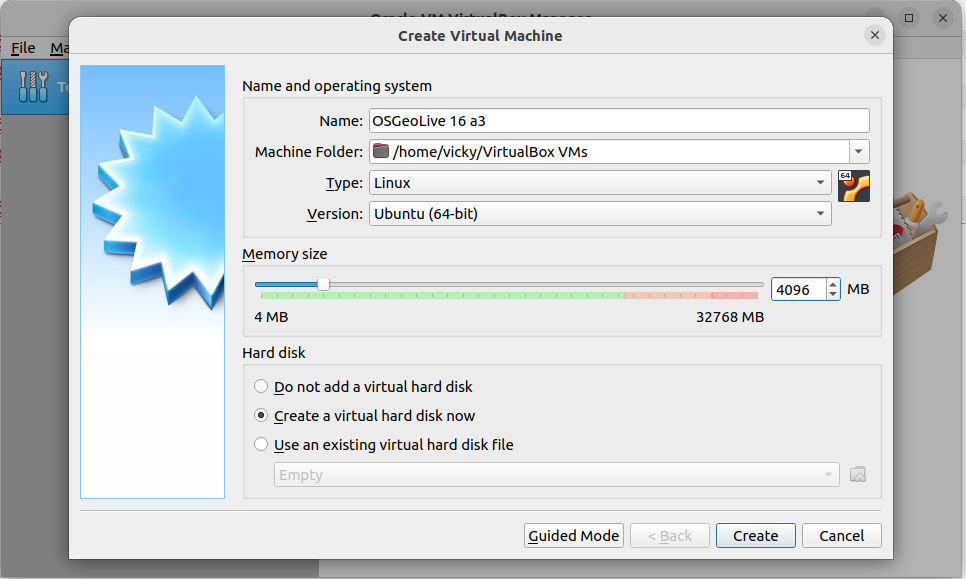 Create Virtual Machine
File
Name and operating system
Name: OSGeoLive 16 a3
Machine Folder: /home/vicky/VirtualBox VMs
Type: Linux
64
Version: Ubuntu (64-bit)
Memory size
4096 MB
4 MB 32768 MB
Hard disk
Do not add a virtual hard disk
Create a virtual hard disk now
Use an existing virtual hard disk file
Empty
Guided Mode < Back Create Cancel